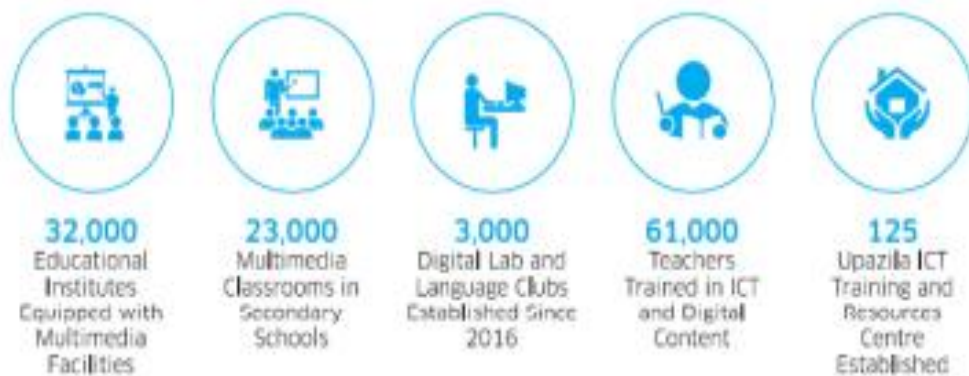 32,000
Educational
Institutes
Equipped with
Multimedia
Facilities
23,000
Multimedia
Classrooms in
Secondary
Schools
3,000
Digital Lab and
Language Clubs
Established Since
2016
61,000
Teachers
Trained in ICT
and Digital
Content
125
Upazila ICT
Training and
Resources
Centre
Established